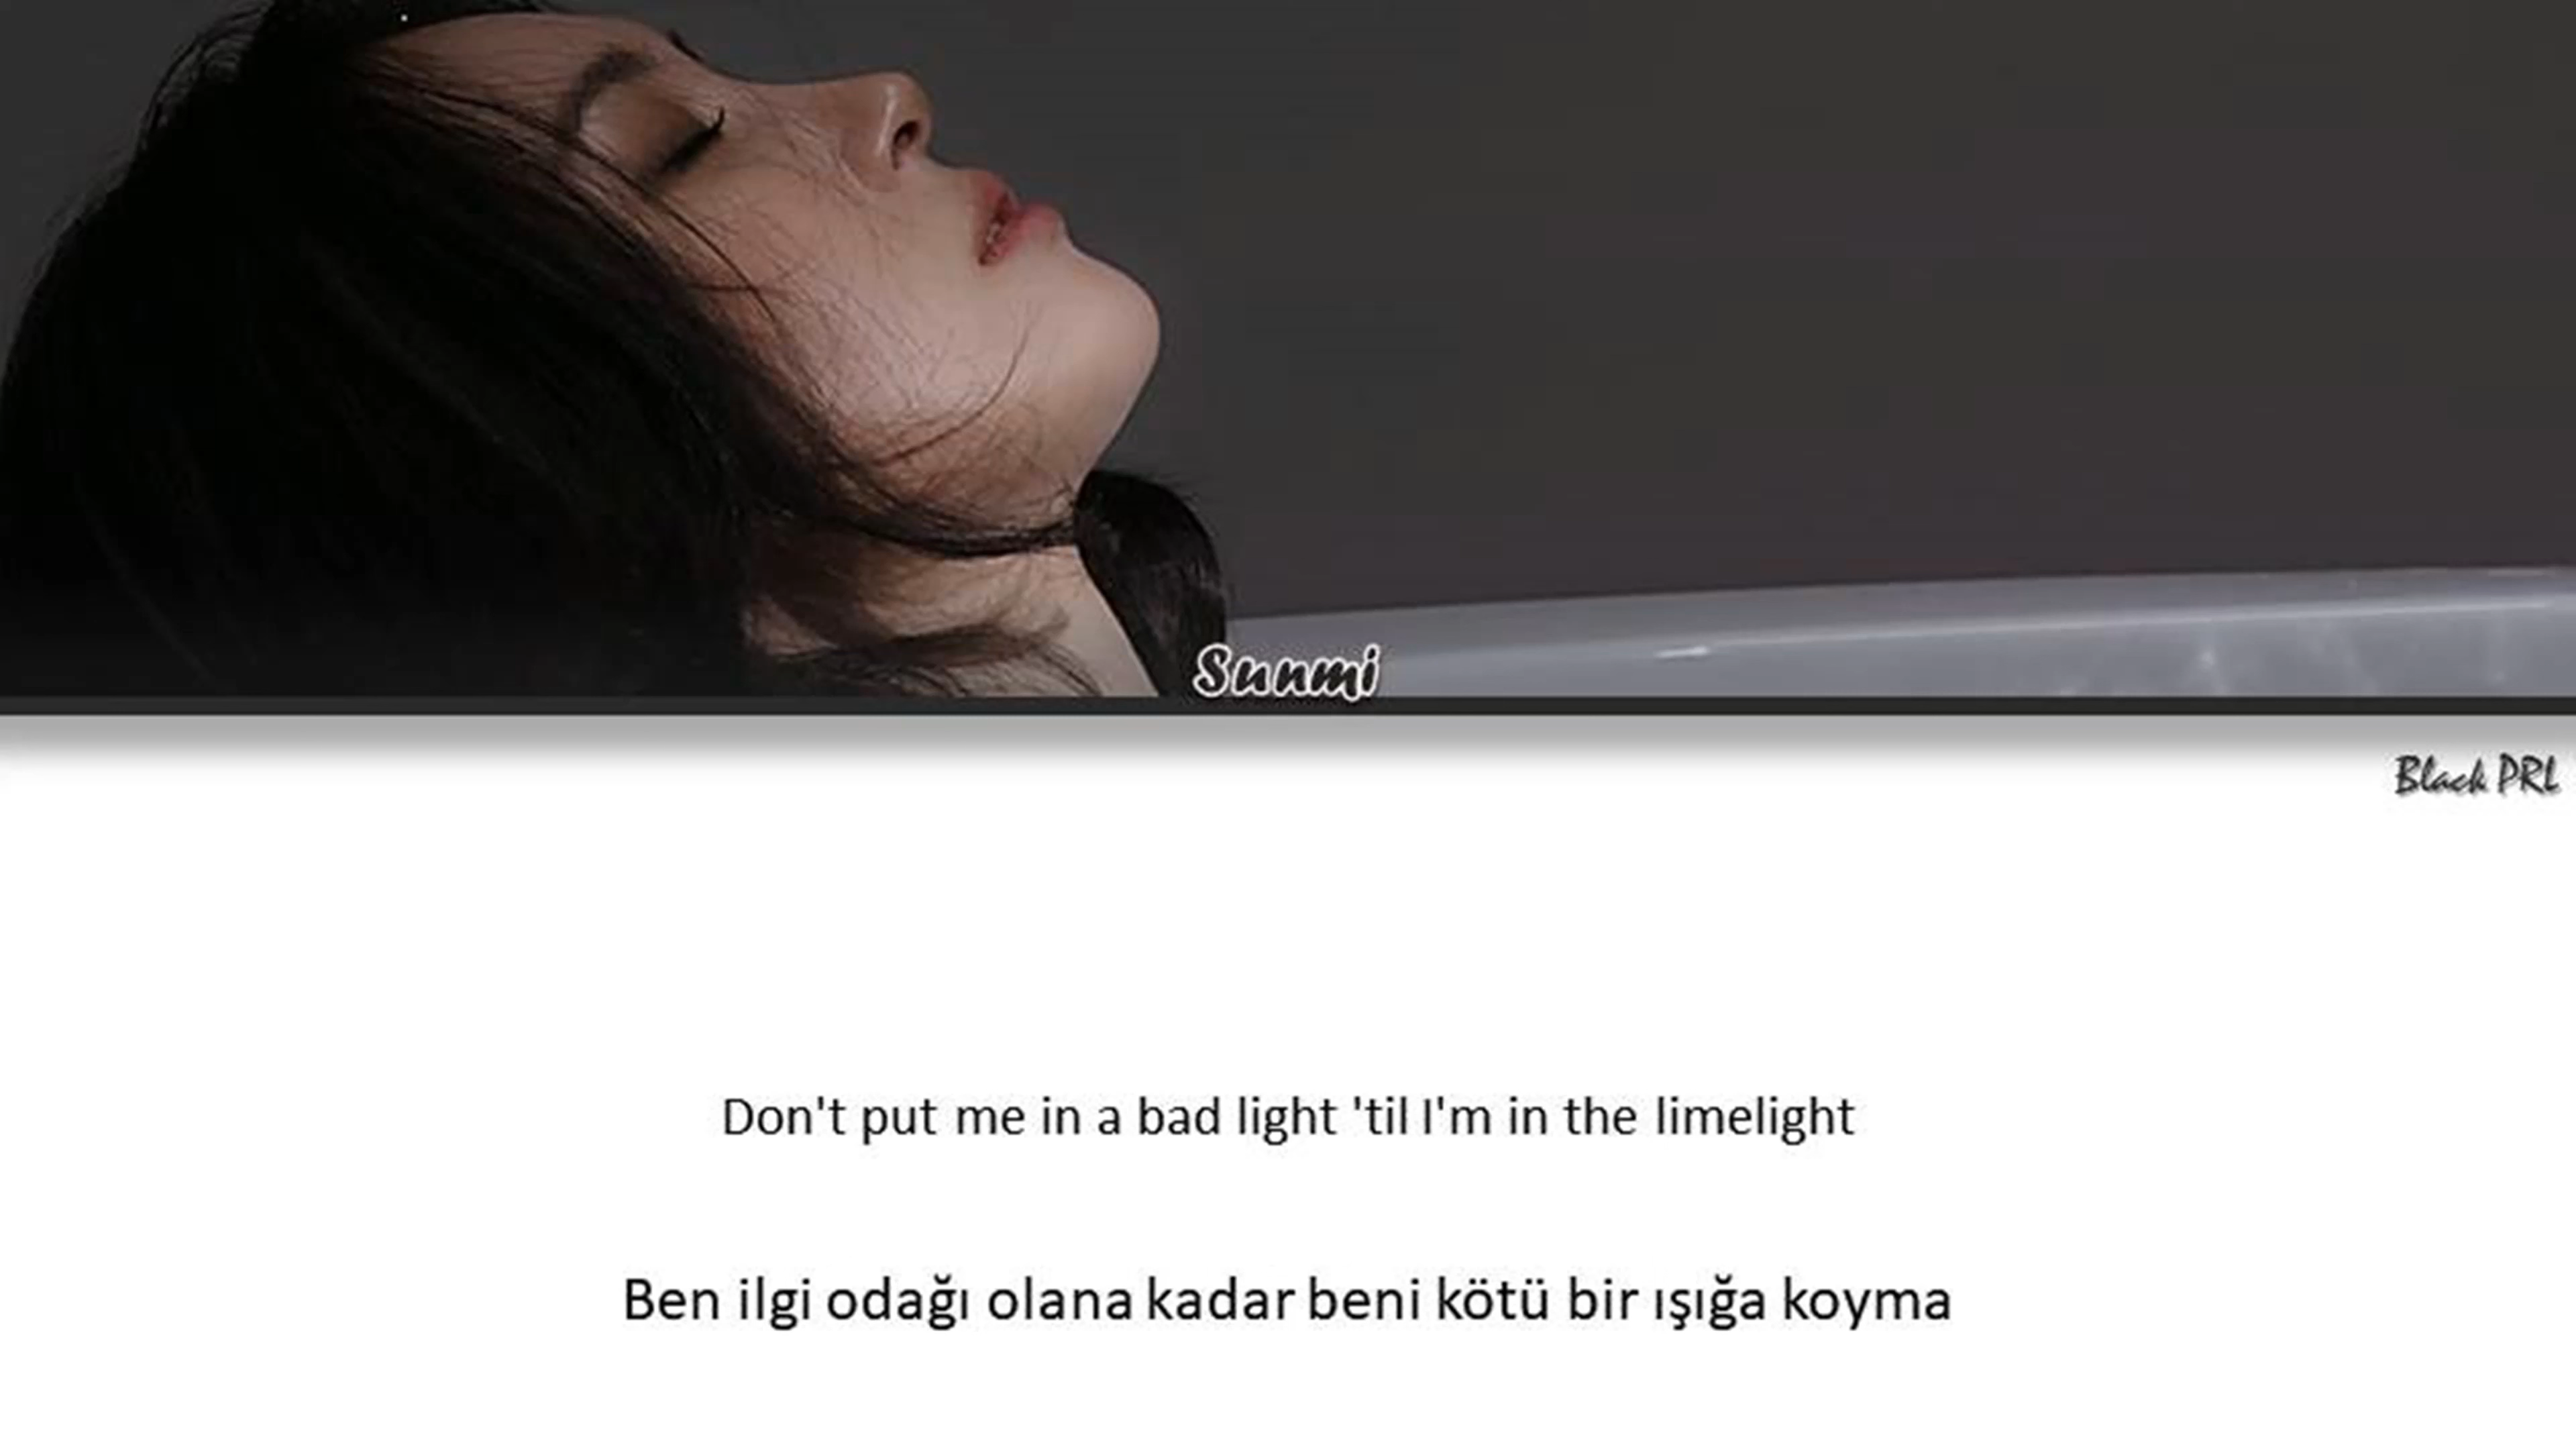 Sunmi
Black PRL
Don't put me in a bad light 'til I'm in the limelight
Ben ilgi odağı olana kadar beni kötü bir ışığa koyma